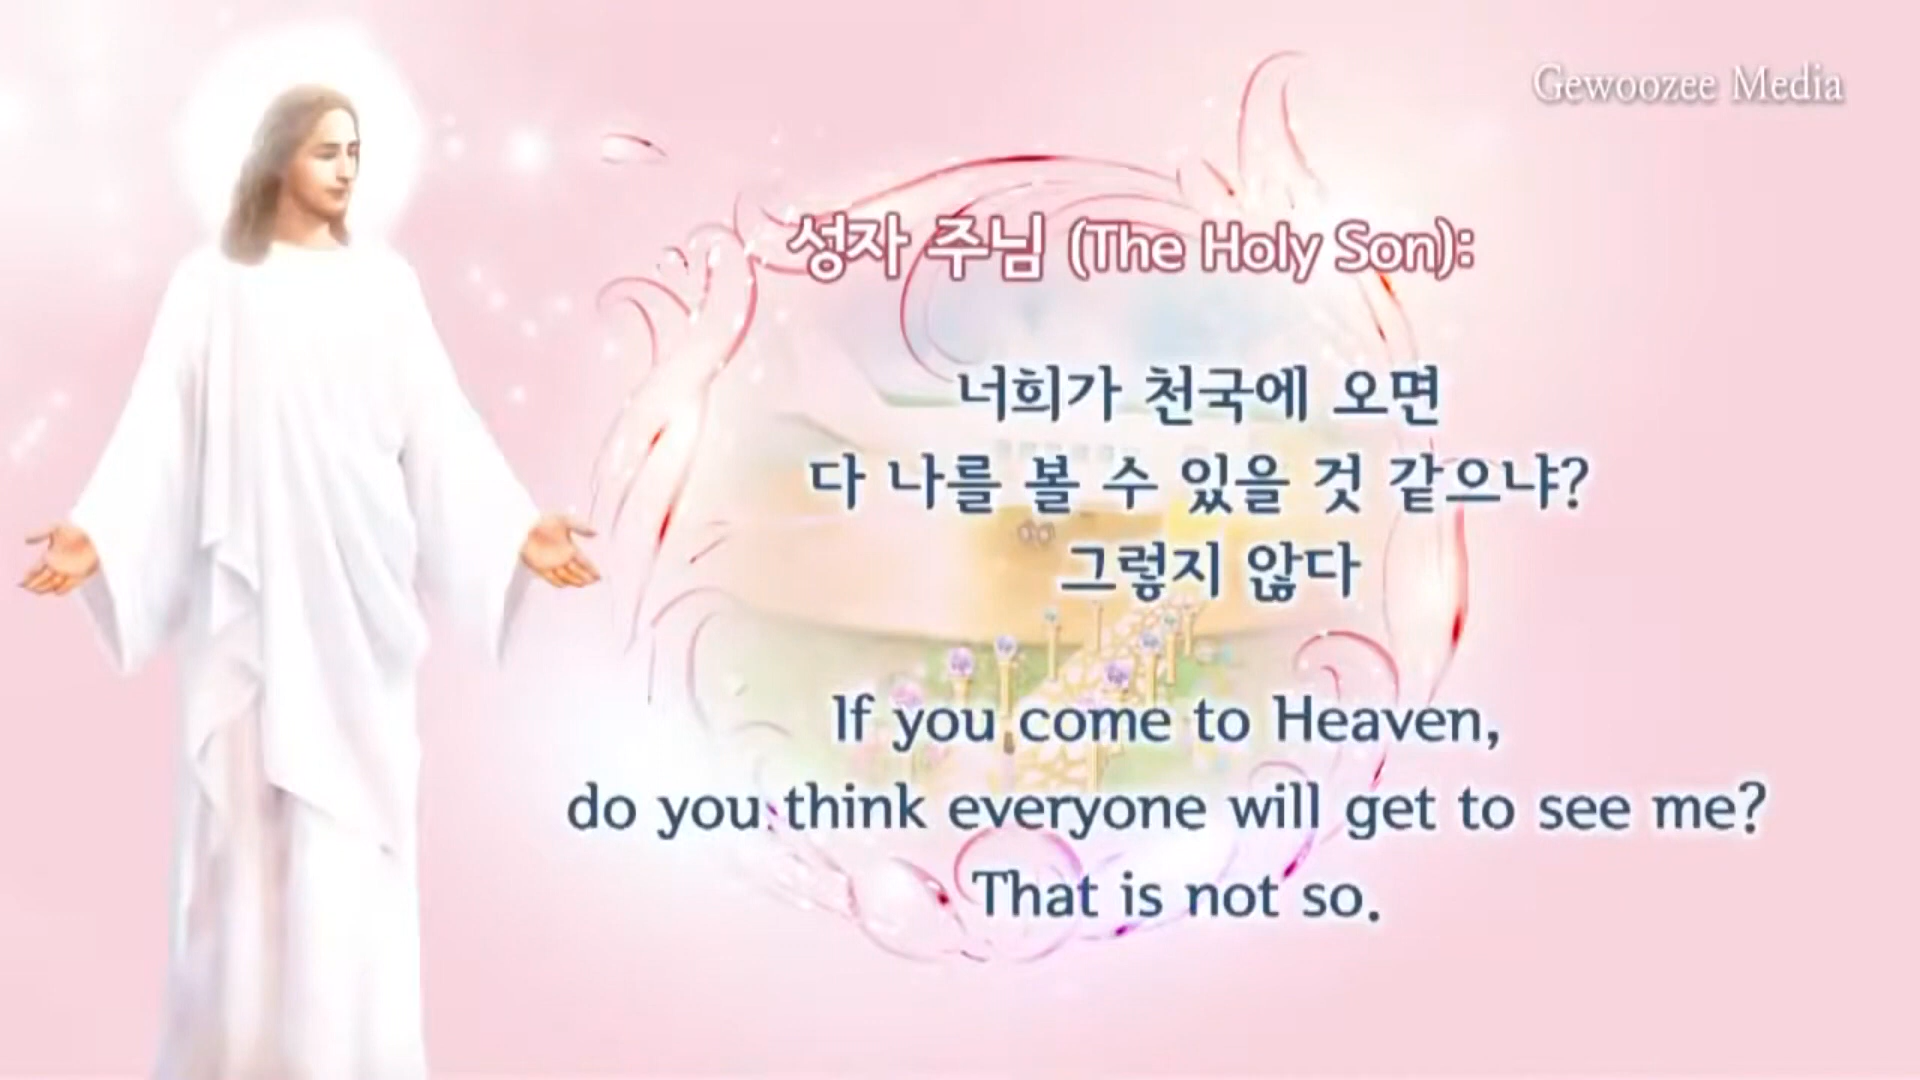 Gewoozee Media
성자 주님 (The Holy Son):
너희가 천국에 오면
다 나를 볼 수 있을 것 같으냐?
그렇지 않다
If you come to Heaven,
do you think everyone will get to see me?
That is not so.